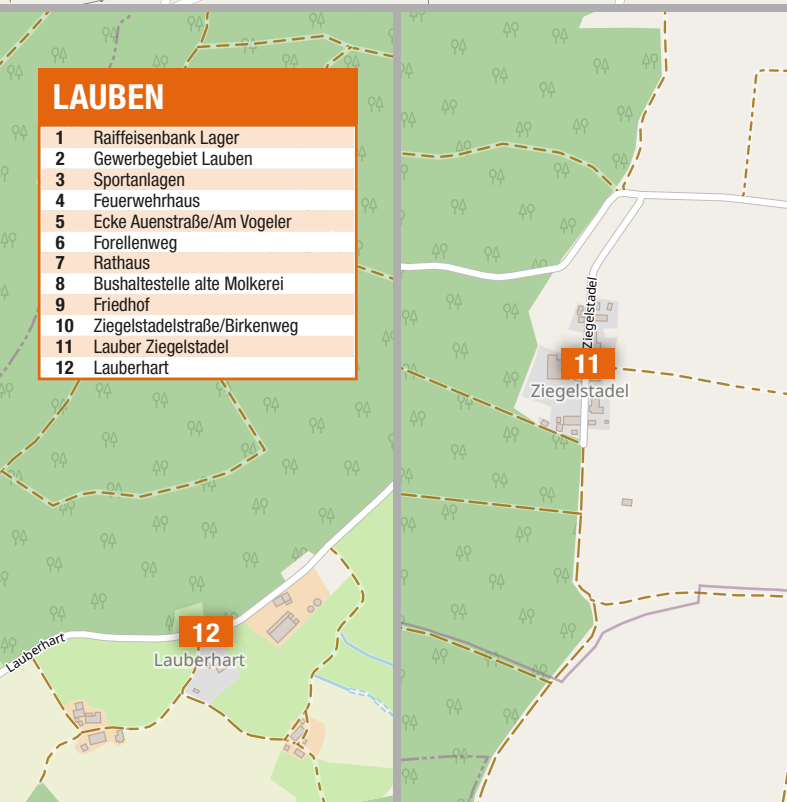 LAUBEN
1 Raiffeisenbank Lager
2 Gewerbegebiet Lauben
3 Sportanlagen
4 Feuerwehrhaus
5 Ecke Auenstraße/Am Vogeler
6 Forellenweg
7 Rathaus
8 Bushaltestelle alte Molkerei
9 Friedhof
10 Ziegelstadelstraße/Birkenweg
11 Lauber Ziegelstadel
12 Lauberhart
Ziegelstadel
11
Ziegelstadel
12
Lauberhart
Lauberhart